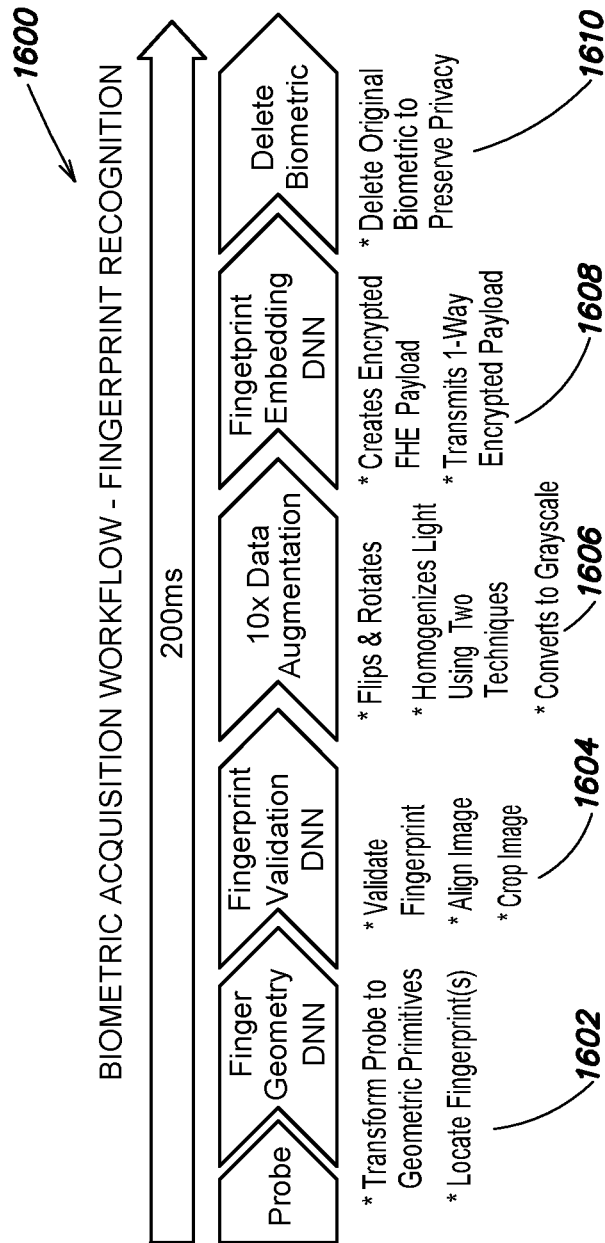 1600
BIOMETRIC ACQUISITION WORKFLOW - FINGERPRINT RECOGNITION
200ms
Probe
Finger
Geometry
DNN
* Transform Probe to
Geometric Primitives
* Locate Fingerprint(s)
1602
Fingerprint
Validation
DNN
* Validate
Fingerprint
* Align Image
* Crop Image
1604
10x Data
Augmentation
* Flips & Rotates
* Homogenizes Light
Using Two
Techniques
* Converts to Grayscale
1606
Fingetprint
Embedding
DNN
* Creates Encrypted
FHE Payload
* Transmits 1-Way
Encrypted Payload
1608
Delete
Biometric
* Delete Original
Biometric to
Preserve Privacy
1610